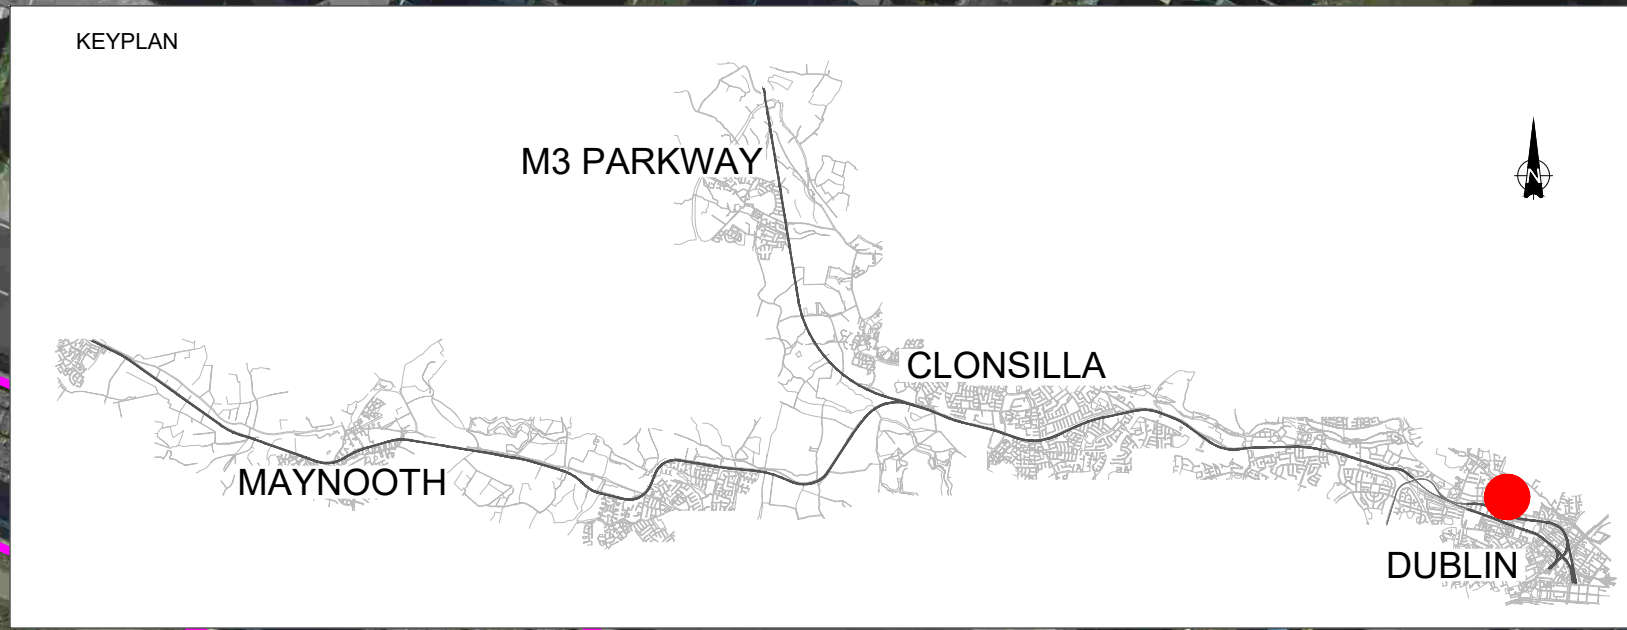 KEYPLAN
M3 PARKWAY
N
CLONSILLA
MAYNOOTH
DUBLIN